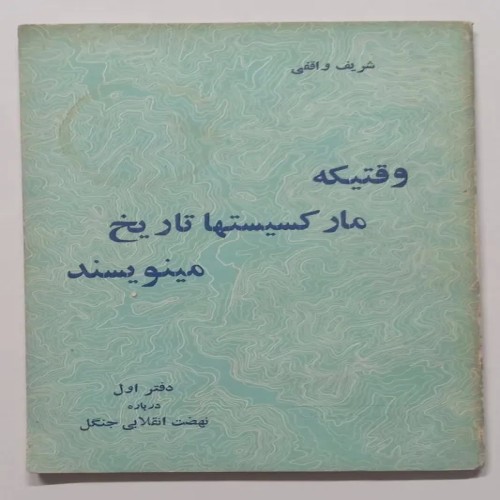 شریف واقفی
وقتیکه
مارکسیستها تاریخ
مینویسند
دفتر اول
درباره
نهضت انقلابی جنگل